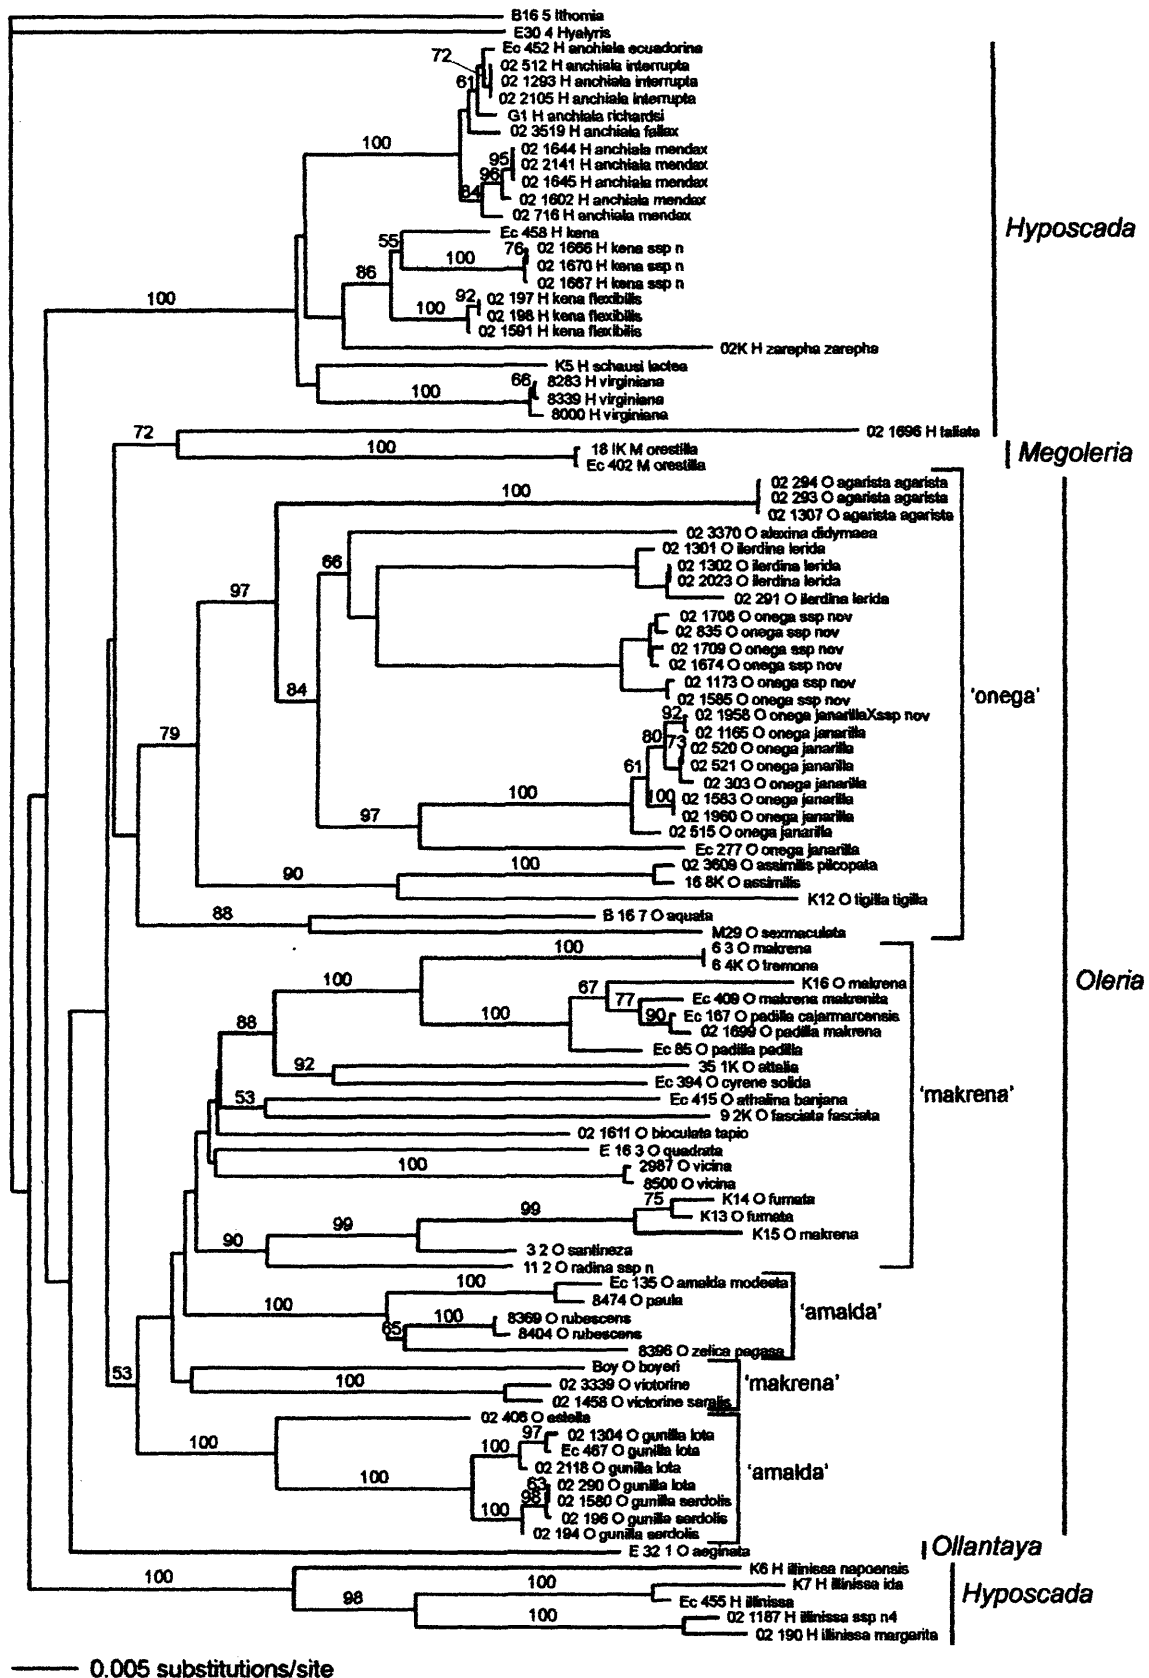 B16 5 Ithomia
E30 4 Hyalyris
Ec 452 H anchiala ecuadorina
72
02 512 H anchiala interrupta
61
02 1293 H anchiala interrupta
02 2105 H anchiala interrupta
G1 H anchiala richardsi
02 3519 H anchiala fallax
100
02 1644 H anchiala mendax
95
02 2141 H anchiala mendax
96
02 1645 H anchiala mendax
84
02 1602 H anchiala mendax
02 716 H anchiala mendax
Hyposcada
Ec 458 H kena
55
76
02 1666 H kena ssp n
100
02 1670 H kena ssp n
86
02 1667 H kena ssp n
100
92
02 197 H kena flexibilis
100
02 198 H kena flexibilis
02 1591 H kena flexibilis
02K H zarepha zarepha
K5 H schausi lactea
66
8283 H virginiana
100
8339 H virginiana
8000 H virginiana
72
02 1696 H taliata
100
18 IK M orestilla
Megoleria
Ec 402 M orestilla
02 294 O agarista agarista
100
02 293 O agarista agarista
02 1307 O agarista agarista
02 3370 O alexina didymaea
02 1301 O ilerdina lerida
66
02 1302 O ilerdina lerida
02 2023 O ilerdina lerida
97
02 291 O ilerdina lerida
02 1708 O onega ssp nov
02 835 O onega ssp nov
02 1709 O onega ssp nov
02 1674 O onega ssp nov
02 1173 O onega ssp nov
84
02 1585 O onega ssp nov
'onega'
92
02 1958 O onega janarillaXssp nov
79
80
02 1165 O onega janarilla
73
02 520 O onega janarilla
61
02 521 O onega janarilla
02 303 O onega janarilla
100
100
02 1583 O onega janarilla
97
02 1960 O onega janarilla
02 515 O onega janarilla
Ec 277 O onega janarilla
100
02 3609 O assimilis pilcopata
90
16 8K O assimilis
K12 O tigilla tigilla
88
B 16 7 O aquata
M29 O sexmaculata
100
6 3 O makrena
6 4K O tremona
Oleria
100
67
K16 O makrena
77
Ec 409 O makrena makrenita
100
90
Ec 167 O padilla cajarmarcensis
88
02 1699 O padilla makrena
Ec 85 O padilla padilla
92
35 1K O attalia
Ec 394 O cyrene solida
'makrena'
53
Ec 415 O athalina banjana
9 2K O fasciata fasciata
02 1611 O bioculata tapio
E 16 3 O quadrata
100
2987 O vicina
8500 O vicina
75
K14 O fumata
99
K13 O fumata
99
K15 O makrena
90
3 2 O santineza
11 2 O radina ssp n
100
Ec 135 O amalda modesta
100
8474 O paula
'amalda'
100
8369 O rubescens
65
8404 O rubescens
8396 O zelica pagasa
53
Boy O boyeri
100
02 3339 O victorine
'makrena'
02 1458 O victorine saralis
02 406 O estella
97
02 1304 O gunilla lota
100
100
Ec 467 O gunilla lota
02 2118 O gunilla lota
'amalda'
100
63
02 290 O gunilla lota
98
02 1580 O gunilla serdolis
100
02 196 O gunilla serdolis
02 194 O gunilla serdolis
E 32 1 O aeginata
Ollantaya
100
K6 H illinissa napoensis
100
K7 H illinissa ida
98
Ec 455 H illinissa
Hyposcada
100
02 1187 H illinissa ssp n4
02 190 H illinissa margarita
0.005 substitutions/site